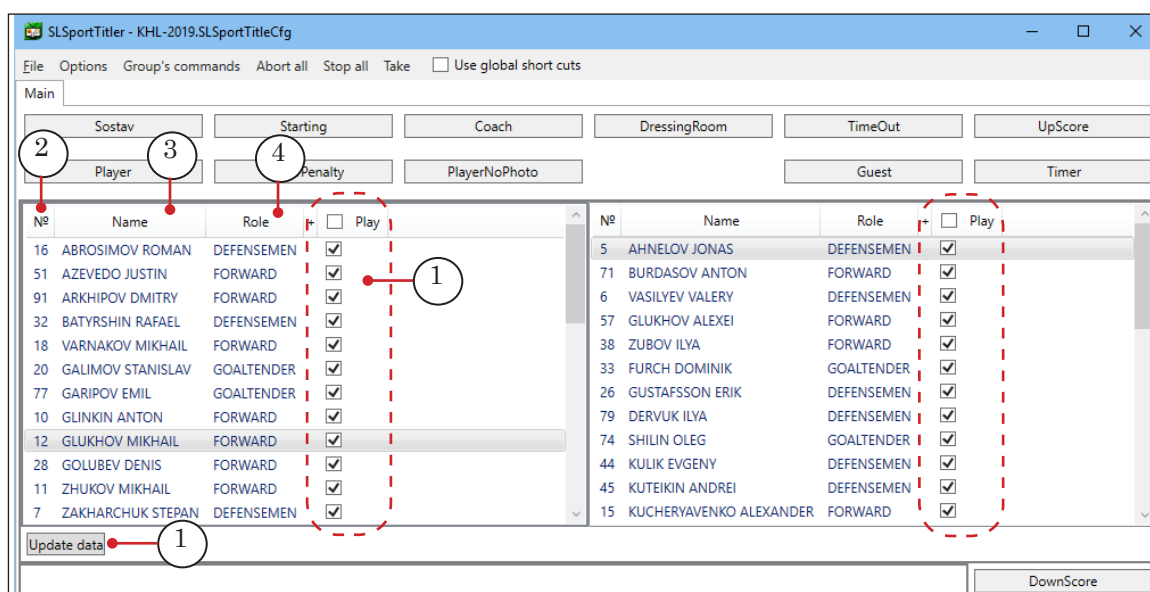 SLSportTitler - KHL-2019.SLSportTitleCfg
File Options Group's commands Abort all Stop all Take Use global short cuts
Main
Sostav Starting Coach DressingRoom TimeOut UpScore
2 3 4
Player Penalty PlayerNoPhoto Guest Timer
№ Name Role + Play № Name Role + Play
16 ABROSIMOV ROMAN DEFENSEMEN 5 AHNELOV JONAS DEFENSEMEN
51 AZEVEDO JUSTIN FORWARD 1 71 BURDASOV ANTON FORWARD
91 ARKHIPOV DMITRY FORWARD 6 VASILYEV VALERY DEFENSEMEN
32 BATYRSHIN RAFAEL DEFENSEMEN 57 GLUKHOV ALEXEI FORWARD
18 VARNAKOV MIKHAIL FORWARD 38 ZUBOV ILYA FORWARD
20 GALIMOV STANISLAV GOALTENDER 33 FURCH DOMINIK GOALTENDER
77 GARIPOV EMIL GOALTENDER 26 GUSTAFSSON ERIK DEFENSEMEN
10 GLINKIN ANTON FORWARD 79 DERVUK ILYA DEFENSEMEN
12 GLUKHOV MIKHAIL FORWARD 74 SHILIN OLEG GOALTENDER
28 GOLUBEV DENIS FORWARD 44 KULIK EVGENY DEFENSEMEN
11 ZHUKOV MIKHAIL FORWARD 45 KUTEIKIN ANDREI DEFENSEMEN
7 ZAKHARCHUK STEPAN DEFENSEMEN 15 KUCHERYAVENKO ALEXANDER FORWARD
Update data 1
DownScore